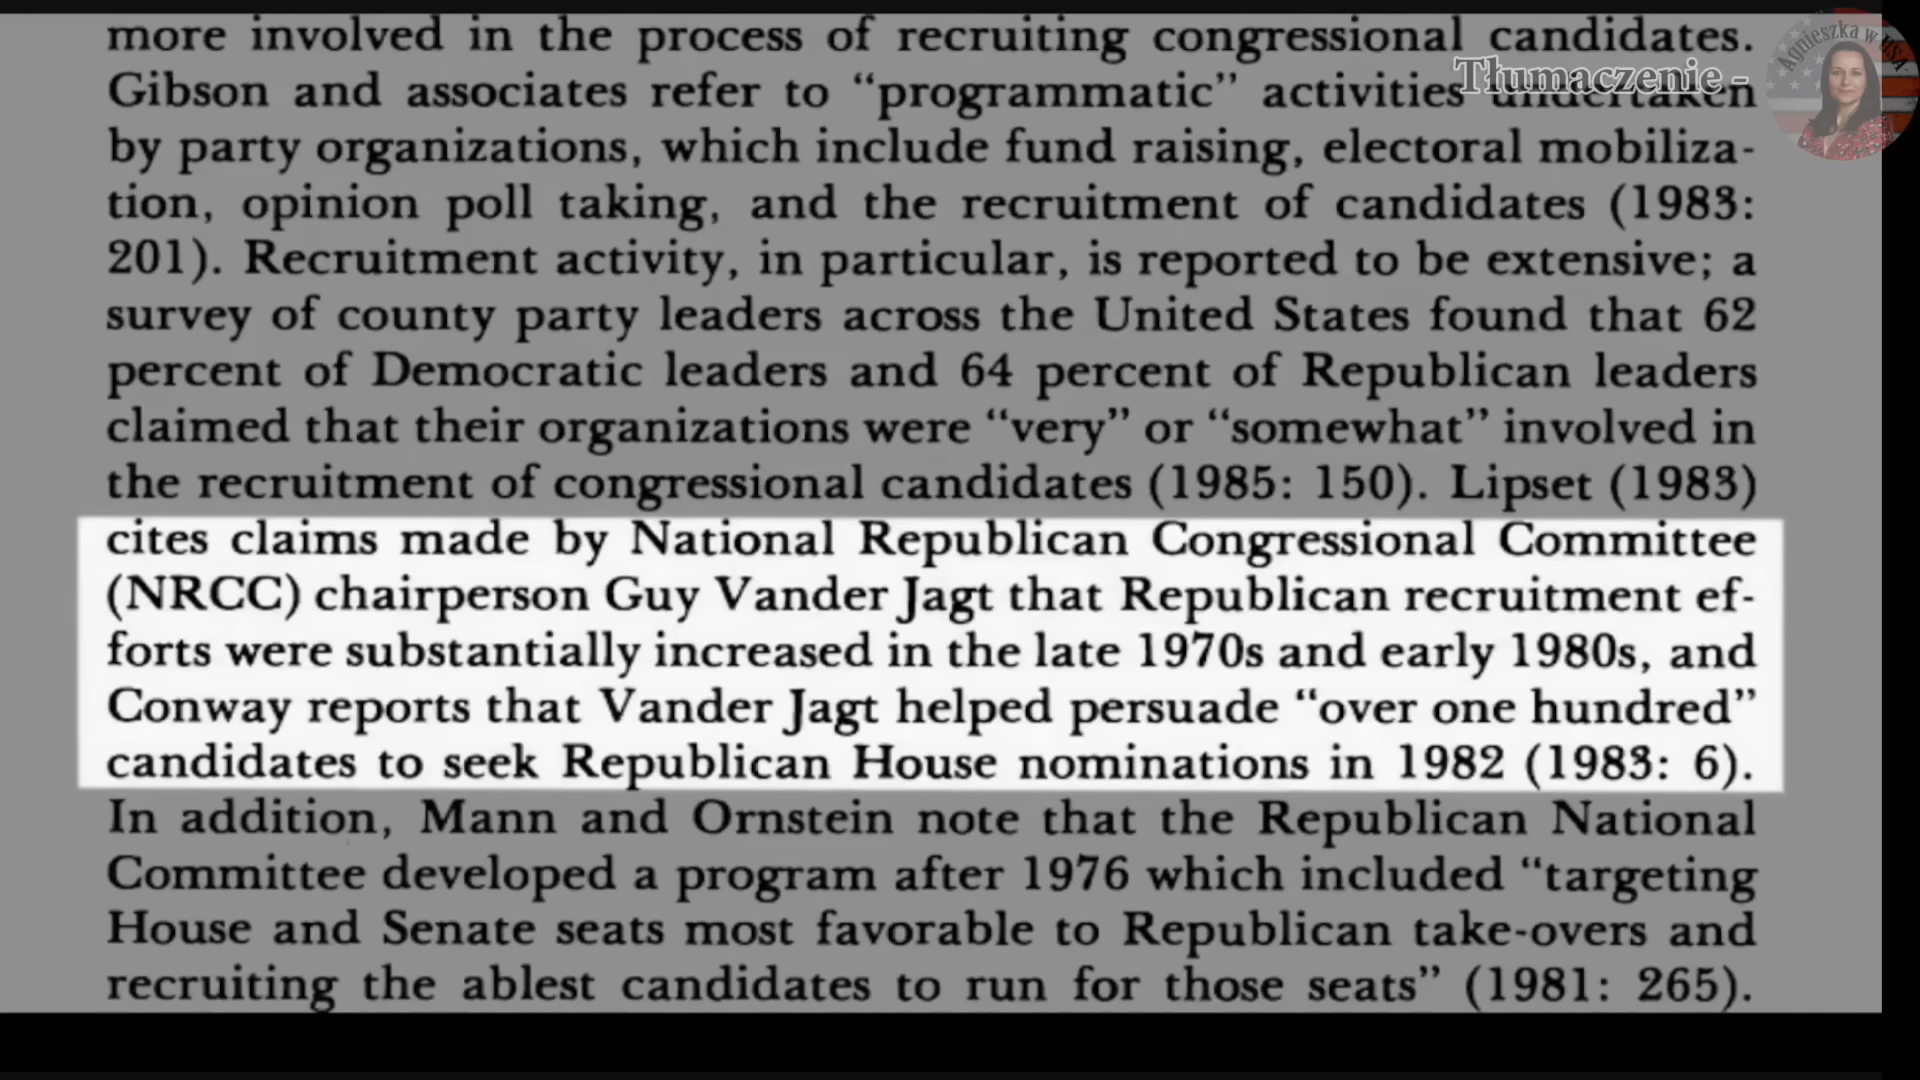 more involved in the process of recruiting congressional candidates.
Gibson and associates refer to “programmatic” activities undertaken
by party organizations, which include fund raising, electoral mobiliza-
tion, opinion poll taking, and the recruitment of candidates (1983:
201). Recruitment activity, in particular, is reported to be extensive; a
survey of county party leaders across the United States found that 62
percent of Democratic leaders and 64 percent of Republican leaders
claimed that their organizations were “very” or “somewhat” involved in
the recruitment of congressional candidates (1985: 150). Lipset (1983)
cites claims made by National Republican Congressional Committee
(NRCC) chairperson Guy Vander Jagt that Republican recruitment ef-
forts were substantially increased in the late 1970s and early 1980s, and
Conway reports that Vander Jagt helped persuade “over one hundred”
candidates to seek Republican House nominations in 1982 (1983: 6).
In addition, Mann and Ornstein note that the Republican National
Committee developed a program after 1976 which included “targeting
House and Senate seats most favorable to Republican take-overs and
recruiting the ablest candidates to run for those seats” (1981: 265).
Tłumaczenie -
Agnieszka w USA